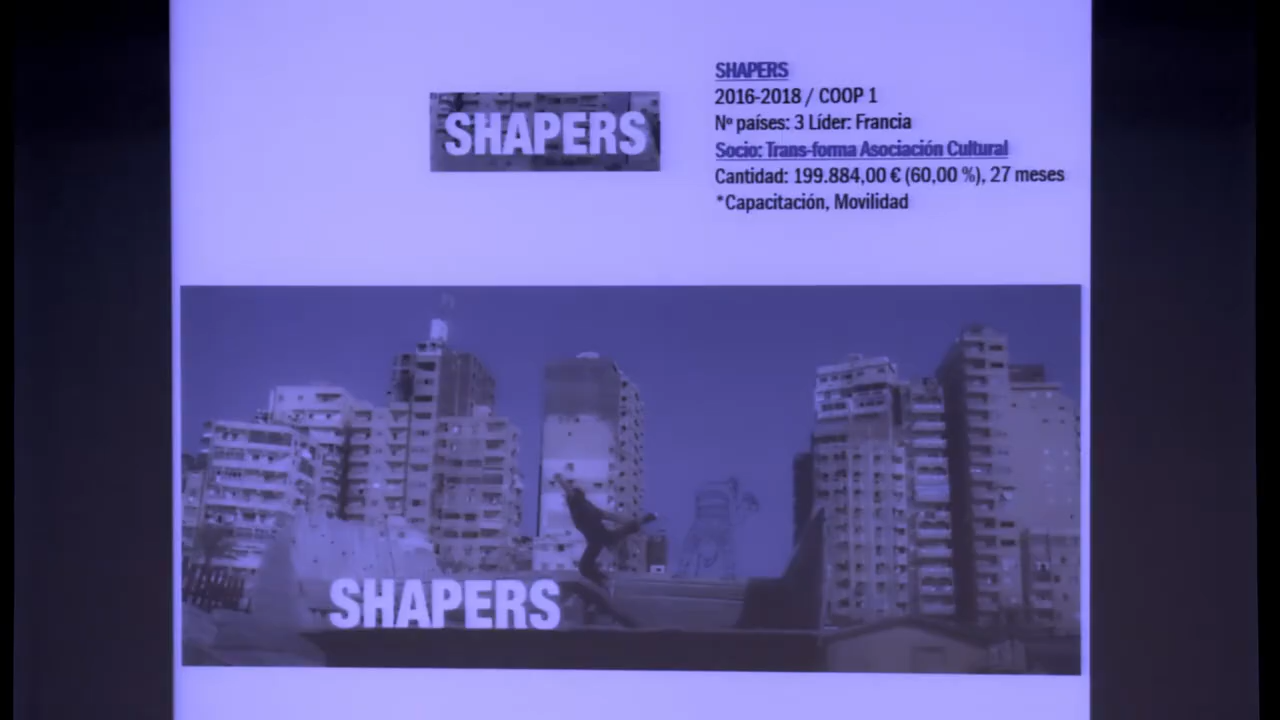 SHAPERS
SHAPERS
2016-2018 / COOP 1
Nº países: 3 Líder: Francia
Socio: Trans-forma Asociación Cultural
Cantidad: 199.884,00 € (60,00 %), 27 meses
*Capacitación, Movilidad
SHAPERS